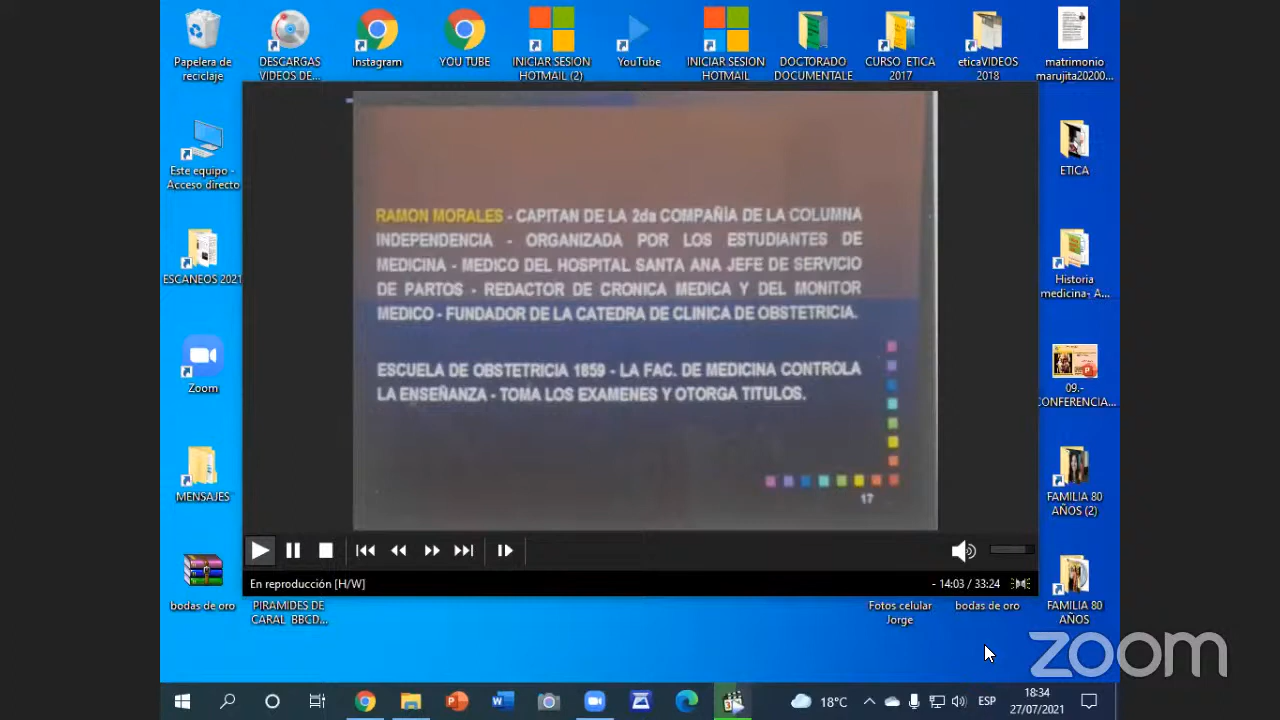 Papelera de
reciclaje
DESCARGAS
VIDEOS DE...
Instagram
YOU TUBE
INICIAR SESION
HOTMAIL (2)
YouTube
INICIAR SESION
HOTMAIL
DOCTORADO
DOCUMENTALE
CURSO ETICA
2017
eticaVIDEOS
2018
matrimonio
marujita20200...
Este equipo -
Acceso directo
ETICA
ESCANEOS 2021
Historia
medicina- A...
Zoom
09.-
CONFERENCIA...
MENSAJES
FAMILIA 80
AÑOS (2)
bodas de oro
PIRAMIDES DE
CARAL BBCD...
Fotos celular
Jorge
bodas de oro
FAMILIA 80
AÑOS
RAMON MORALES - CAPITAN DE LA 2da COMPAÑÍA DE LA COLUMNA
INDEPENDENCIA - ORGANIZADA POR LOS ESTUDIANTES DE
MEDICINA - MEDICO DEL HOSPITAL SANTA ANA JEFE DE SERVICIO
DE PARTOS - REDACTOR DE CRONICA MEDICA Y DEL MONITOR
MEDICO - FUNDADOR DE LA CATEDRA DE CLINICA DE OBSTETRICIA.
ESCUELA DE OBSTETRICIA 1859 - LA FAC. DE MEDICINA CONTROLA
LA ENSEÑANZA - TOMA LOS EXAMENES Y OTORGA TITULOS.
17
En reproducción [H/W]
- 14:03 / 33:24
zoom
18°C
ESP
18:34
27/07/2021